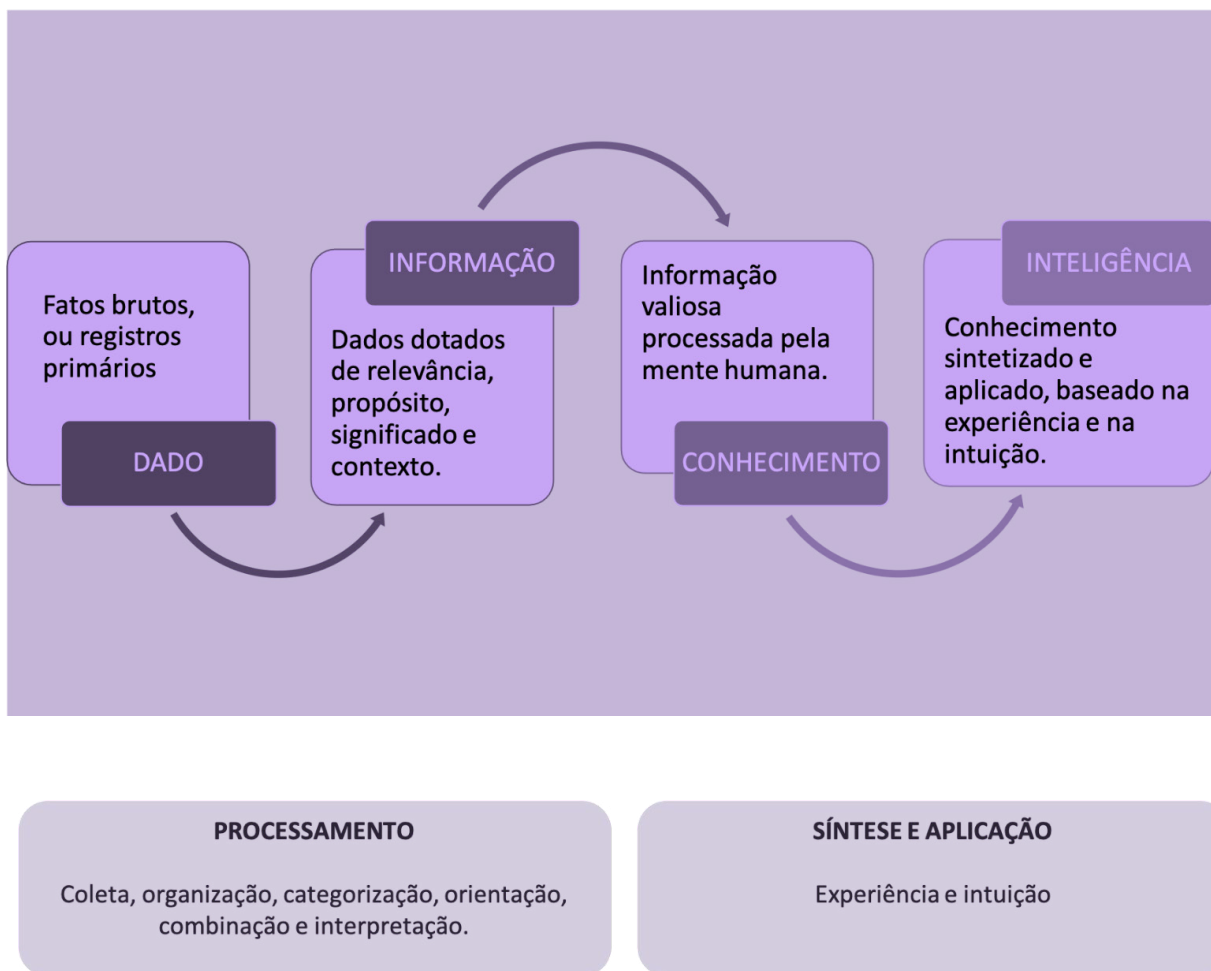 Fatos brutos,
ou registros
primários
DADO
INFORMAÇÃO
Dados dotados
de relevância,
propósito,
significado e
contexto.
Informação
valiosa
processada pela
mente humana.
CONHECIMENTO
INTELIGÊNCIA
Conhecimento
sintetizado e
aplicado, baseado na
experiência e na
intuição.
PROCESSAMENTO
Coleta, organização, categorização, orientação,
combinação e interpretação.
SÍNTESE E APLICAÇÃO
Experiência e intuição